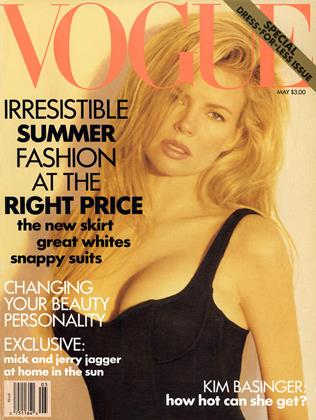 VOGUE
SPECIAL
DRESS-FOR-LESS ISSUE
MAY $3.00
IRRESISTIBLE
SUMMER
FASHION
AT THE
RIGHT PRICE
the new skirt
great whites
snappy suits
CHANGING
YOUR BEAUTY
PERSONALITY
EXCLUSIVE:
mick and jerry jagger
at home in the sun
KIM BASINGER:
how hot can she get?
05